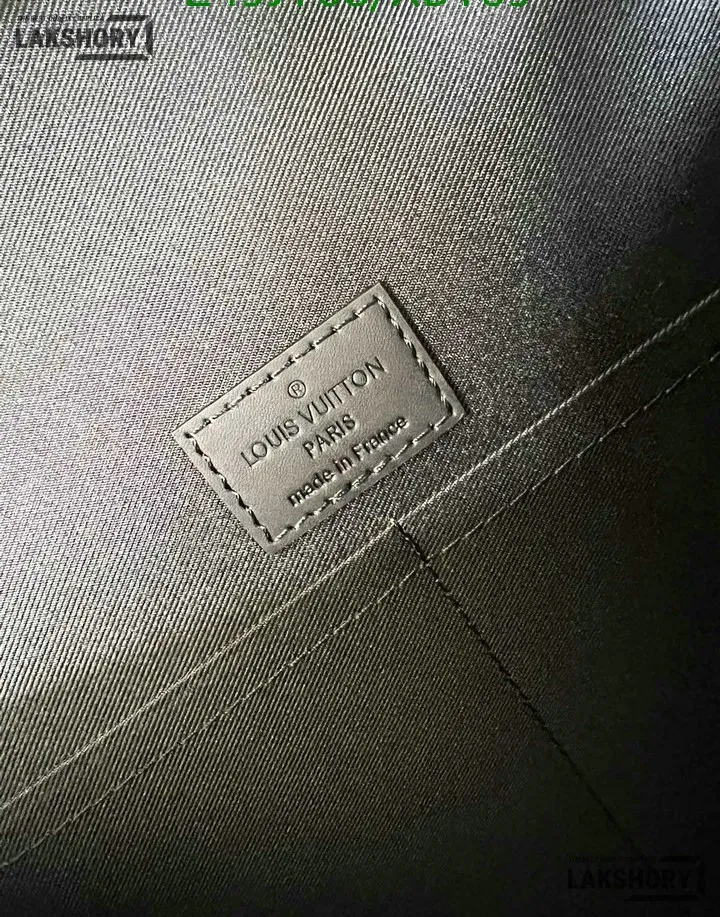 LAKSHORY
®
LOUIS VUITTON
PARIS
made in France
LAKSHORY